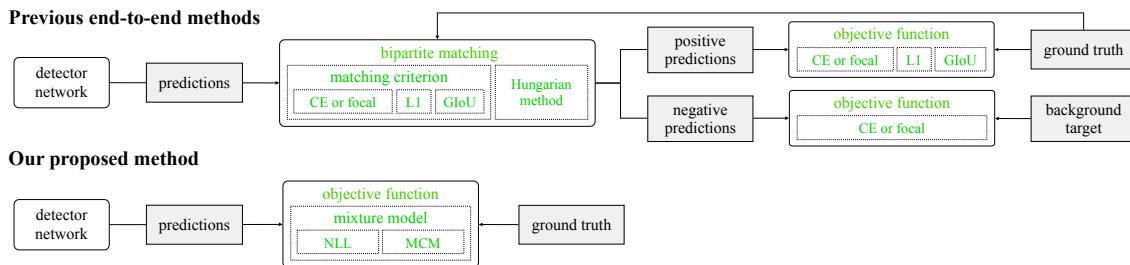 Previous end-to-end methods
detector
network
predictions
bipartite matching
matching criterion
CE or focal
L1
GIoU
Hungarian
method
positive
predictions
objective function
CE or focal
L1
GIoU
ground truth
negative
predictions
objective function
CE or focal
background
target
Our proposed method
detector
network
predictions
objective function
mixture model
NLL
MCM
ground truth